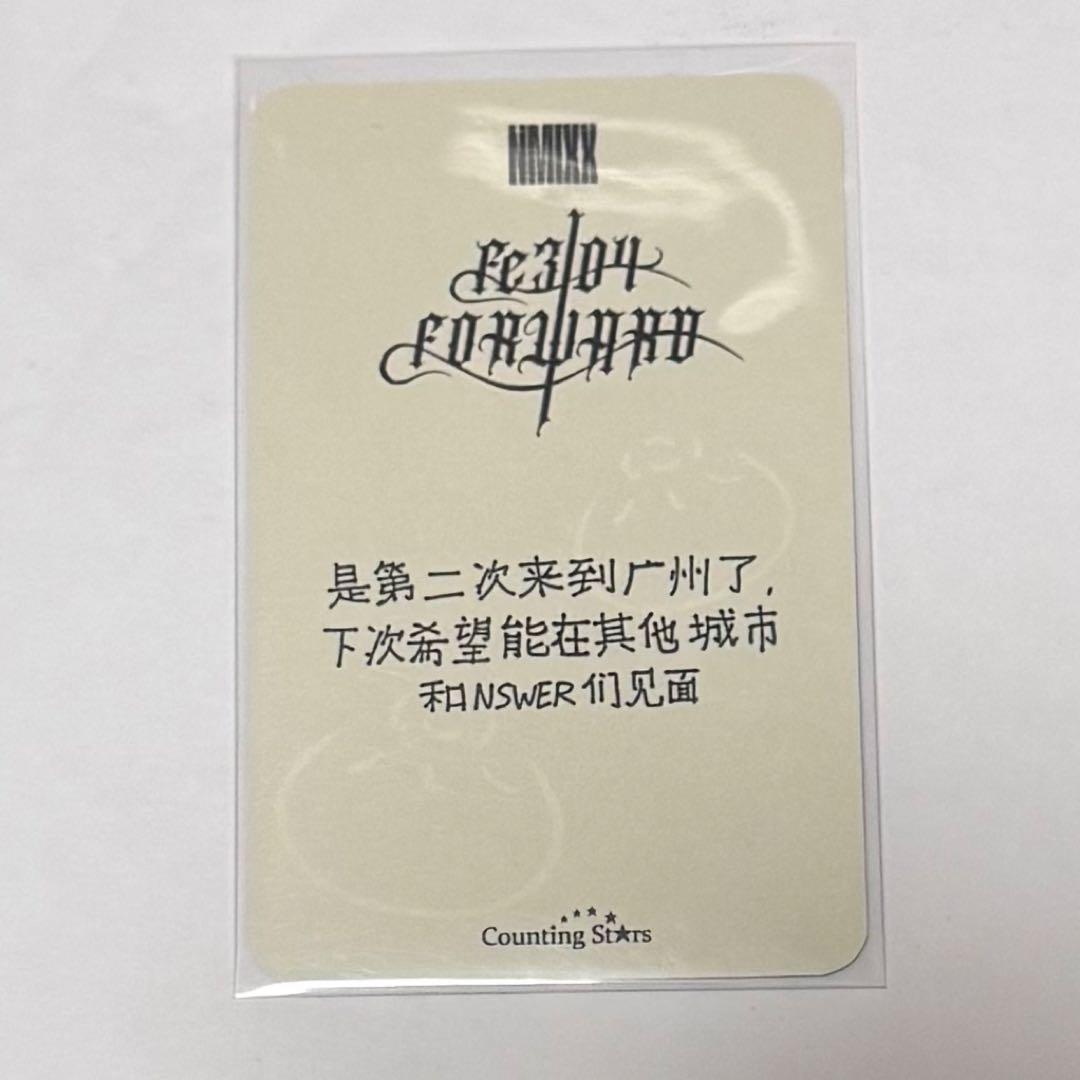 NMIXX
Fe3O4
FORWARD
是第二次来到广州了,
下次希望能在其他城市
和NSWER们见面
Counting Stars